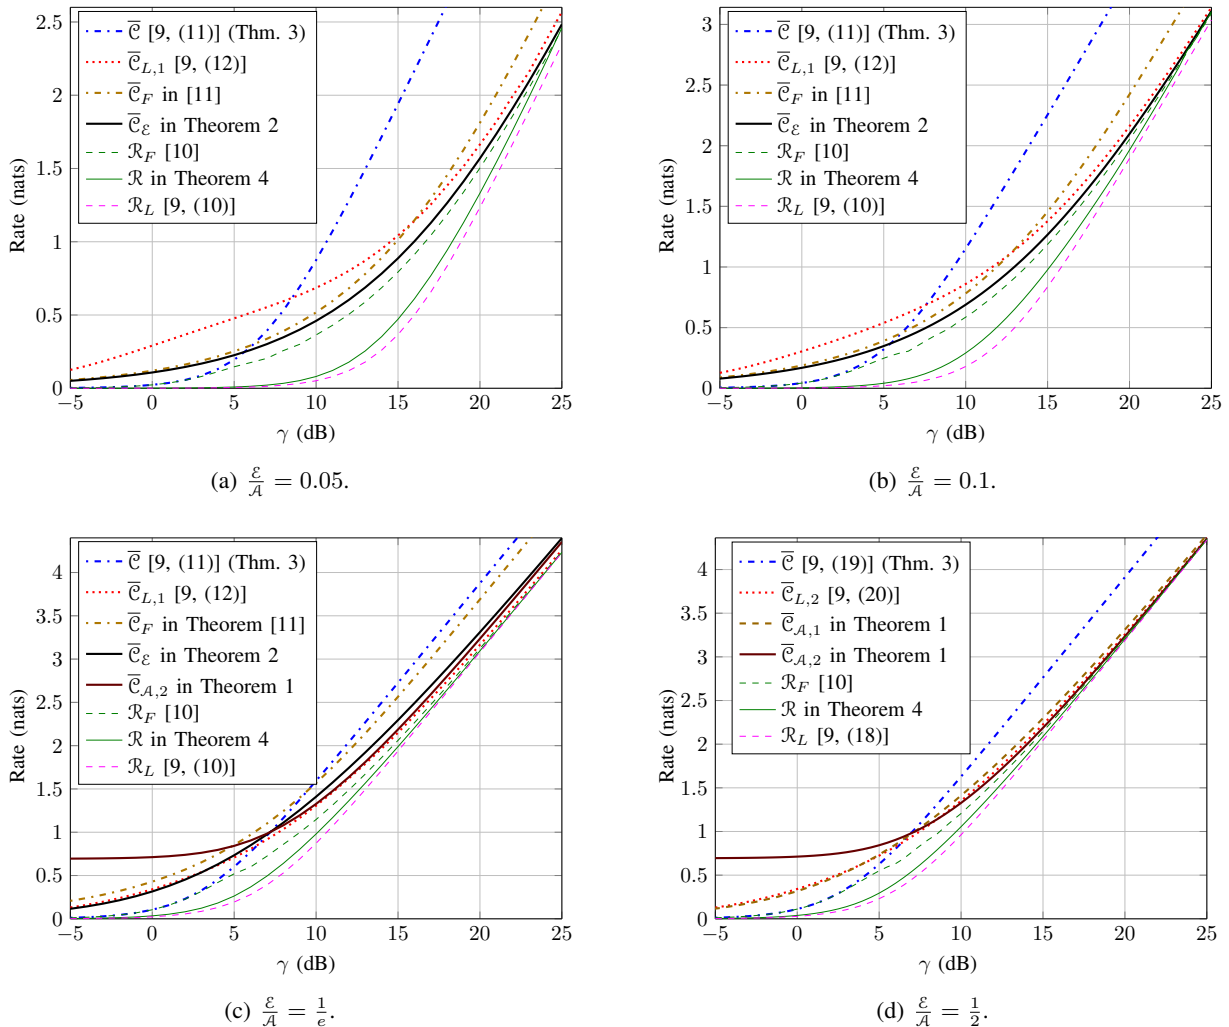 2.5
2
1.5
1
0.5
0
Rate (nats)
C̅ [9, (11)] (Thm. 3)
C̅_{L,1} [9, (12)]
C̅_F in [11]
C̅_ℰ in Theorem 2
ℛ_F [10]
ℛ in Theorem 4
ℛ_L [9, (10)]
−5 0 5 10 15 20 25
γ (dB)
(a) ℰ/𝒜 = 0.05.
3
2.5
2
1.5
1
0.5
0
Rate (nats)
C̅ [9, (11)] (Thm. 3)
C̅_{L,1} [9, (12)]
C̅_F in [11]
C̅_ℰ in Theorem 2
ℛ_F [10]
ℛ in Theorem 4
ℛ_L [9, (10)]
−5 0 5 10 15 20 25
γ (dB)
(b) ℰ/𝒜 = 0.1.
4
3.5
3
2.5
2
1.5
1
0.5
0
Rate (nats)
C̅ [9, (11)] (Thm. 3)
C̅_{L,1} [9, (12)]
C̅_F in Theorem [11]
C̅_ℰ in Theorem 2
C̅_{𝒜,2} in Theorem 1
ℛ_F [10]
ℛ in Theorem 4
ℛ_L [9, (10)]
−5 0 5 10 15 20 25
γ (dB)
(c) ℰ/𝒜 = 1/e.
4
3.5
3
2.5
2
1.5
1
0.5
0
Rate (nats)
C̅ [9, (19)] (Thm. 3)
C̅_{L,2} [9, (20)]
C̅_{𝒜,1} in Theorem 1
C̅_{𝒜,2} in Theorem 1
ℛ_F [10]
ℛ in Theorem 4
ℛ_L [9, (18)]
−5 0 5 10 15 20 25
γ (dB)
(d) ℰ/𝒜 = 1/2.